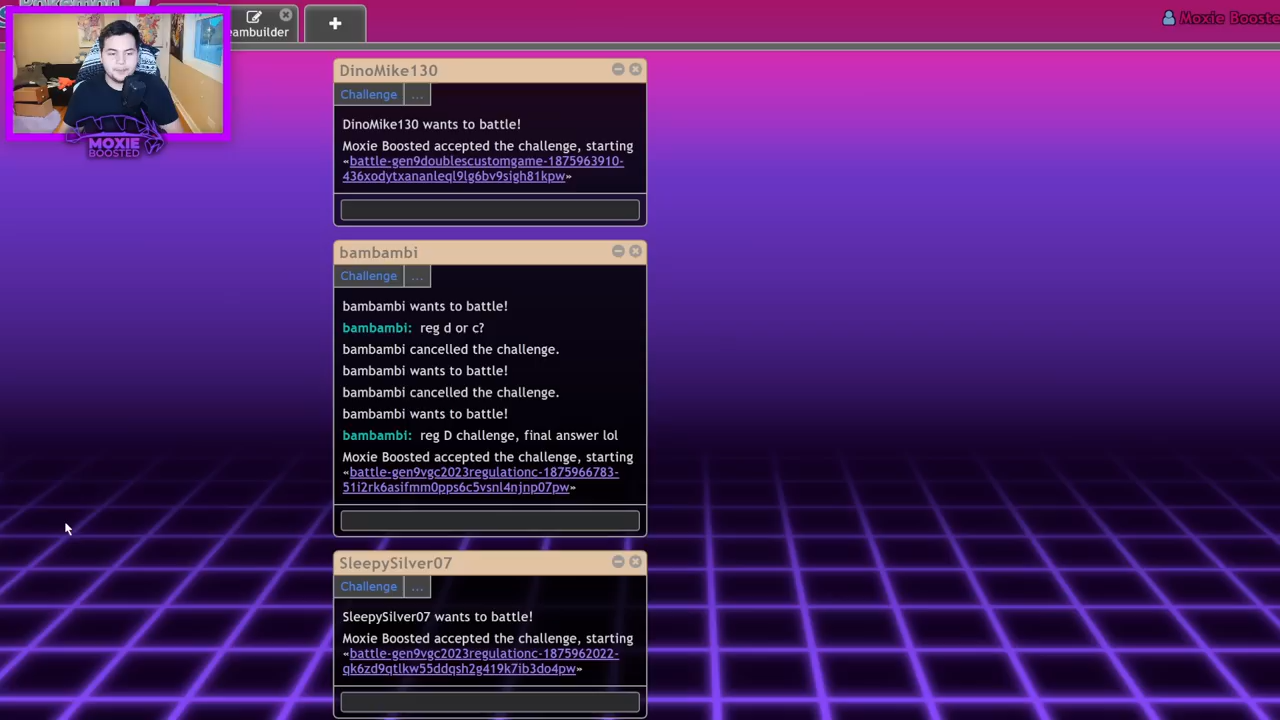 eambuilder
+
Moxie Booste
MOXIE
BOOSTED
DinoMike130
Challenge
...
DinoMike130 wants to battle!
Moxie Boosted accepted the challenge, starting
«battle-gen9doublescustomgame-1875963910-
436xodytxananleql9lg6bv9sigh81kpw»
bambambi
Challenge
...
bambambi wants to battle!
bambambi: reg d or c?
bambambi cancelled the challenge.
bambambi wants to battle!
bambambi cancelled the challenge.
bambambi wants to battle!
bambambi: reg D challenge, final answer lol
Moxie Boosted accepted the challenge, starting
«battle-gen9vgc2023regulationc-1875966783-
51i2rk6asifmm0pps6c5vsnl4njnp07pw»
SleepySilver07
Challenge
...
SleepySilver07 wants to battle!
Moxie Boosted accepted the challenge, starting
«battle-gen9vgc2023regulationc-1875962022-
qk6zd9qtlkw55ddqsh2g419k7ib3do4pw»